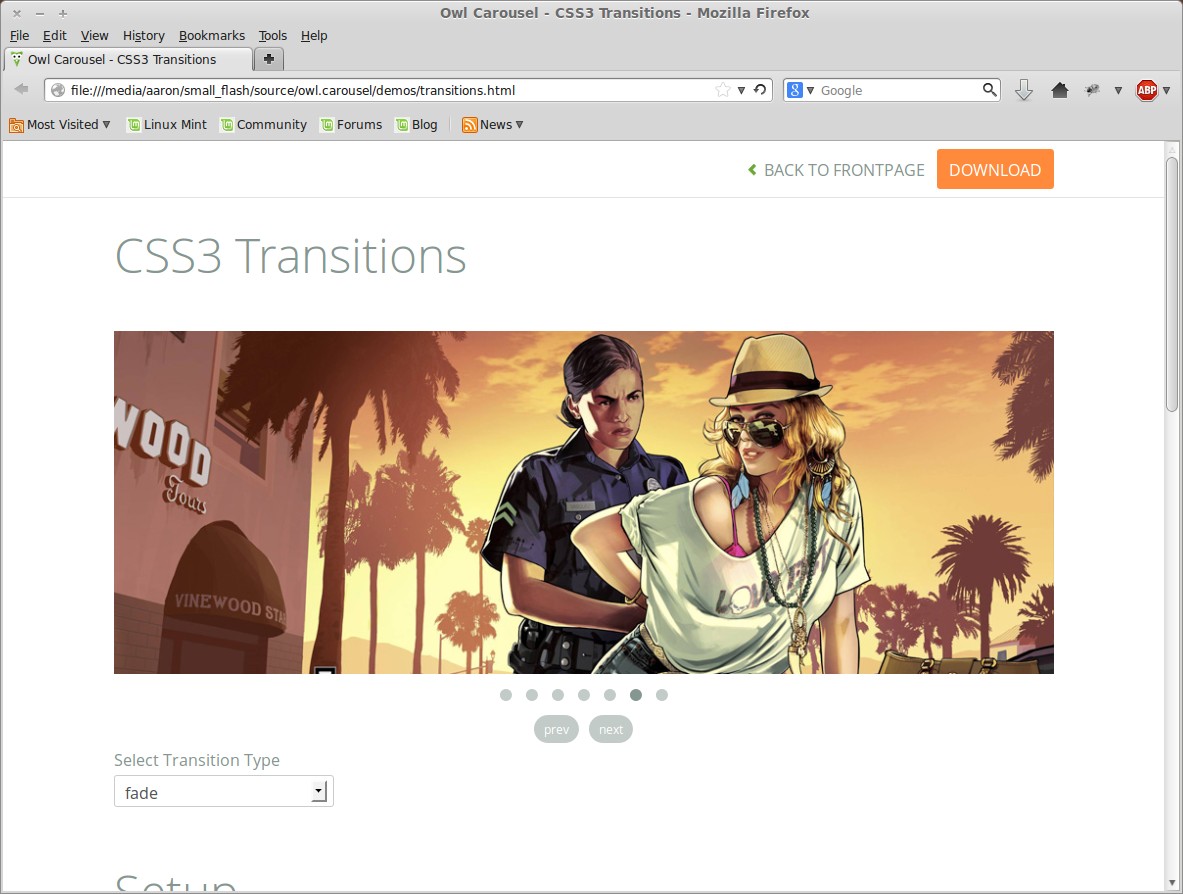 Owl Carousel - CSS3 Transitions - Mozilla Firefox
File Edit View History Bookmarks Tools Help
Owl Carousel - CSS3 Transitions
file:///media/aaron/small_flash/source/owl.carousel/demos/transitions.html
8 Google
ABP
Most Visited Linux Mint Community Forums Blog News
BACK TO FRONTPAGE DOWNLOAD
CSS3 Transitions
WOOD
Tours
VINEWOOD STA
prev next
Select Transition Type
fade
Setup